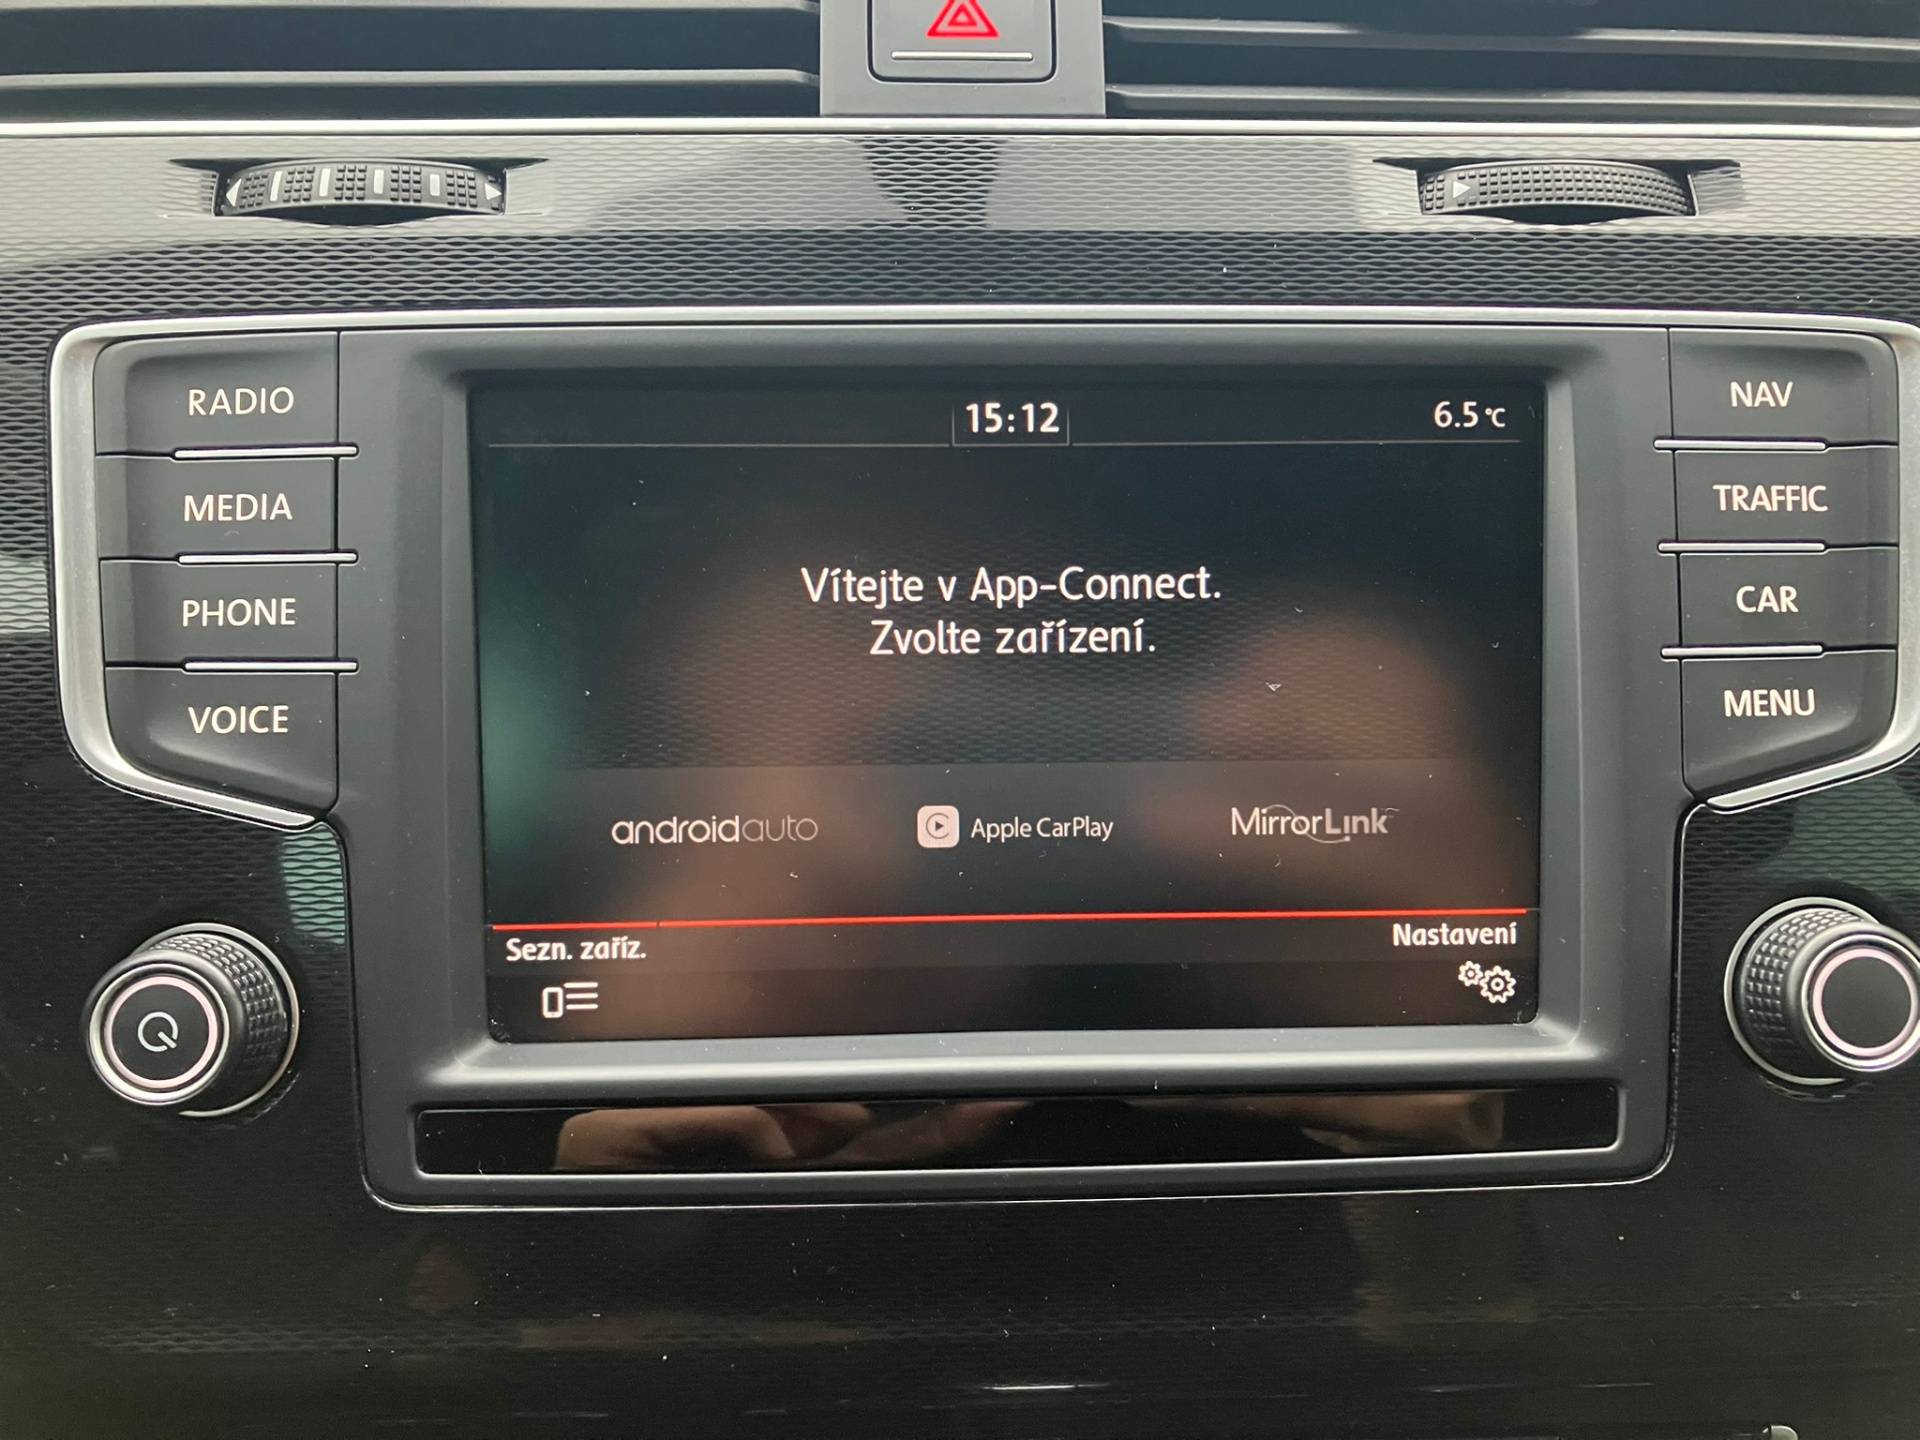 RADIO
MEDIA
PHONE
VOICE
15:12
6.5 °C
Vítejte v App-Connect.
Zvolte zařízení.
androidauto
Apple CarPlay
MirrorLink™
Sezn. zaříz.
Nastavení
NAV
TRAFFIC
CAR
MENU